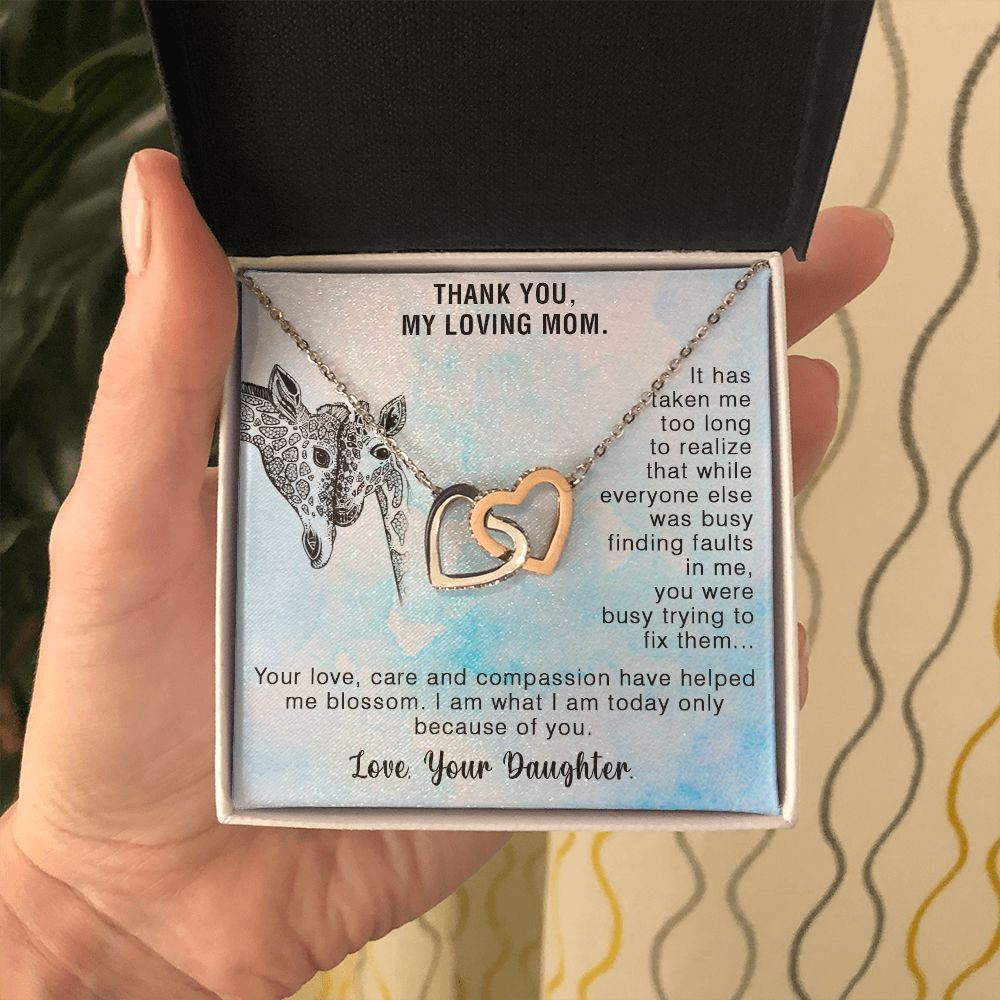 THANK YOU,
MY LOVING MOM.
It has
taken me
too long
to realize
that while
everyone else
was busy
finding faults
in me,
you were
busy trying to
fix them...
Your love, care and compassion have helped
me blossom. I am what I am today only
because of you.
Love, Your Daughter.